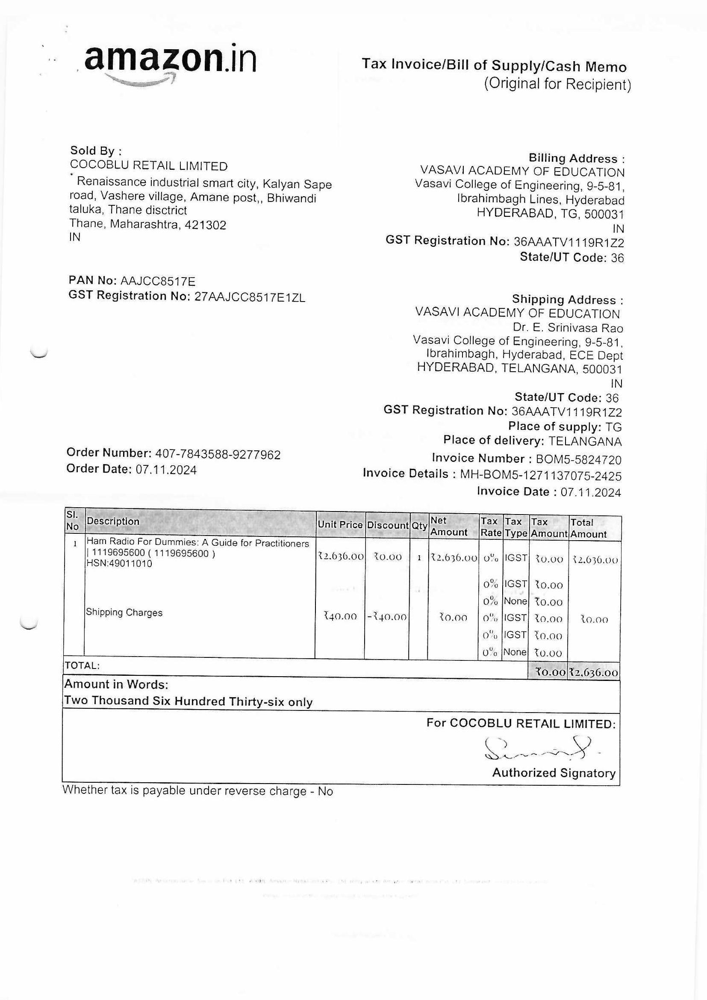 amazon.in
Tax Invoice/Bill of Supply/Cash Memo
(Original for Recipient)
Sold By :
COCOBLU RETAIL LIMITED
* Renaissance industrial smart city, Kalyan Sape
road, Vashere village, Amane post,, Bhiwandi
taluka, Thane disctrict
Thane, Maharashtra, 421302
IN
PAN No: AAJCC8517E
GST Registration No: 27AAJCC8517E1ZL
Billing Address :
VASAVI ACADEMY OF EDUCATION
Vasavi College of Engineering, 9-5-81,
Ibrahimbagh Lines, Hyderabad
HYDERABAD, TG, 500031
IN
GST Registration No: 36AAATV1119R1Z2
State/UT Code: 36
Shipping Address :
VASAVI ACADEMY OF EDUCATION
Dr. E. Srinivasa Rao
Vasavi College of Engineering, 9-5-81,
Ibrahimbagh, Hyderabad, ECE Dept
HYDERABAD, TELANGANA, 500031
IN
State/UT Code: 36
GST Registration No: 36AAATV1119R1Z2
Place of supply: TG
Place of delivery: TELANGANA
Order Number: 407-7843588-9277962
Order Date: 07.11.2024
Invoice Number : BOM5-5824720
Invoice Details : MH-BOM5-1271137075-2425
Invoice Date : 07.11.2024
Sl. No Description Unit Price Discount Qty Net Amount Tax Rate Tax Type Tax Amount Total Amount
1 Ham Radio For Dummies: A Guide for Practitioners
| 1119695600 ( 1119695600 ) ₹2,636.00 ₹0.00 1 ₹2,636.00 0% IGST ₹0.00 ₹2,636.00
HSN:49011010
0% IGST ₹0.00
0% None ₹0.00
Shipping Charges ₹40.00 -₹40.00 ₹0.00 0% IGST ₹0.00 ₹0.00
0% IGST ₹0.00
0% None ₹0.00
TOTAL: ₹0.00 ₹2,636.00
Amount in Words:
Two Thousand Six Hundred Thirty-six only
For COCOBLU RETAIL LIMITED:
Authorized Signatory
Whether tax is payable under reverse charge - No